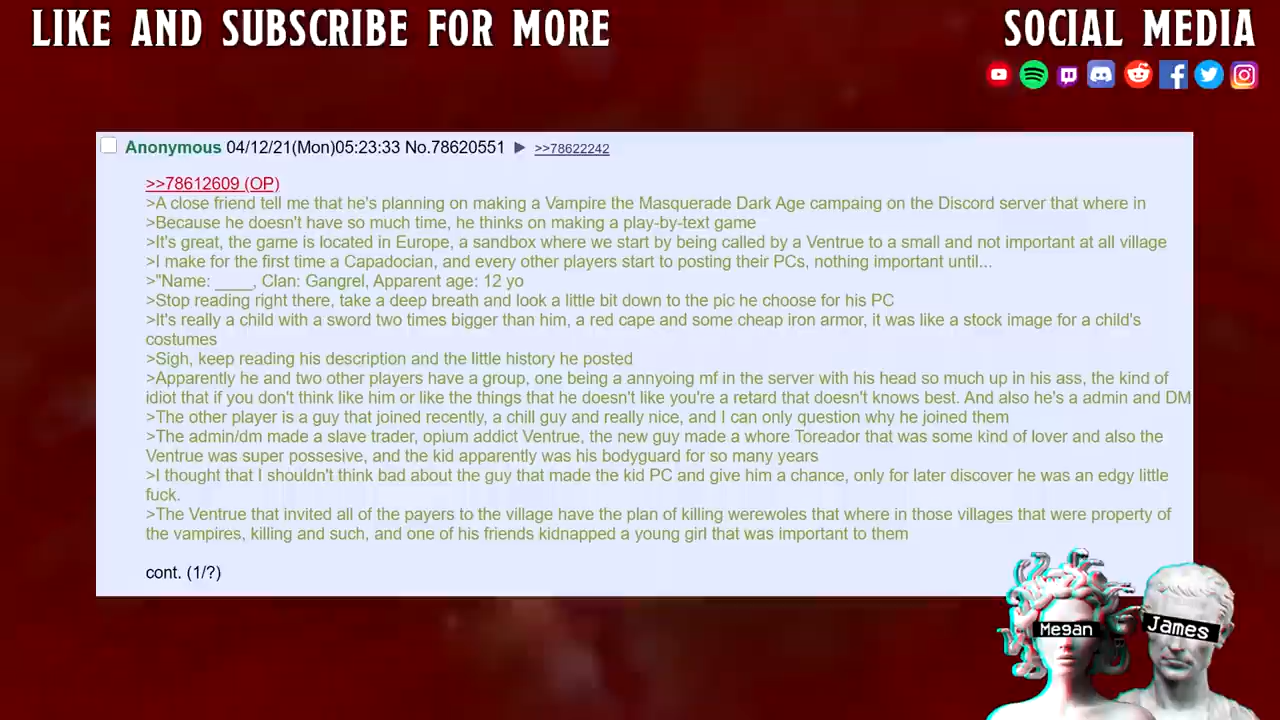 LIKE AND SUBSCRIBE FOR MORE
SOCIAL MEDIA
Anonymous 04/12/21(Mon)05:23:33 No.78620551 ▶ >>78622242
>>78612609 (OP)
>A close friend tell me that he's planning on making a Vampire the Masquerade Dark Age campaing on the Discord server that where in
>Because he doesn't have so much time, he thinks on making a play-by-text game
>It's great, the game is located in Europe, a sandbox where we start by being called by a Ventrue to a small and not important at all village
>I make for the first time a Capadocian, and every other players start to posting their PCs, nothing important until...
>"Name: ____, Clan: Gangrel, Apparent age: 12 yo
>Stop reading right there, take a deep breath and look a little bit down to the pic he choose for his PC
>It's really a child with a sword two times bigger than him, a red cape and some cheap iron armor, it was like a stock image for a child's
costumes
>Sigh, keep reading his description and the little history he posted
>Apparently he and two other players have a group, one being a annyoing mf in the server with his head so much up in his ass, the kind of
idiot that if you don't think like him or like the things that he doesn't like you're a retard that doesn't knows best. And also he's a admin and DM
>The other player is a guy that joined recently, a chill guy and really nice, and I can only question why he joined them
>The admin/dm made a slave trader, opium addict Ventrue, the new guy made a whore Toreador that was some kind of lover and also the
Ventrue was super possesive, and the kid apparently was his bodyguard for so many years
>I thought that I shouldn't think bad about the guy that made the kid PC and give him a chance, only for later discover he was an edgy little
fuck.
>The Ventrue that invited all of the payers to the village have the plan of killing werewoles that where in those villages that were property of
the vampires, killing and such, and one of his friends kidnapped a young girl that was important to them
cont. (1/?)
Megan
James